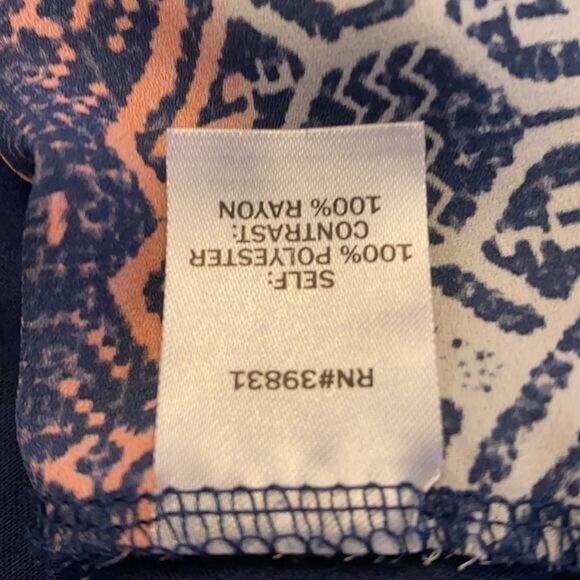 RN#39831
SELF:
100% POLYESTER
CONTRAST:
100% RAYON